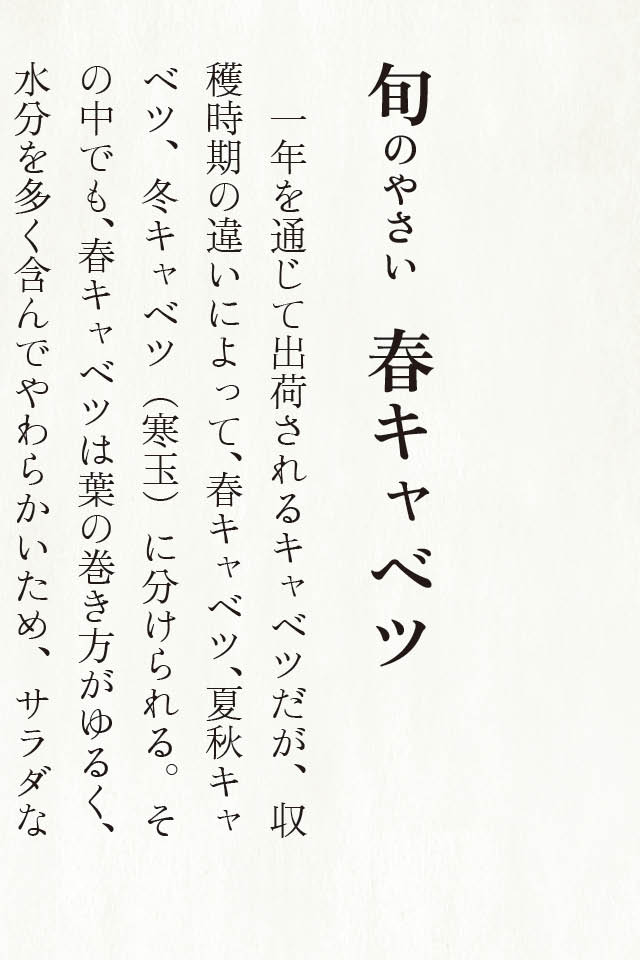 旬のやさい　春キャベツ
　一年を通じて出荷されるキャベツだが、収
穫時期の違いによって、春キャベツ、夏秋キャ
ベツ、冬キャベツ（寒玉）に分けられる。そ
の中でも、春キャベツは葉の巻き方がゆるく、
水分を多く含んでやわらかいため、サラダな